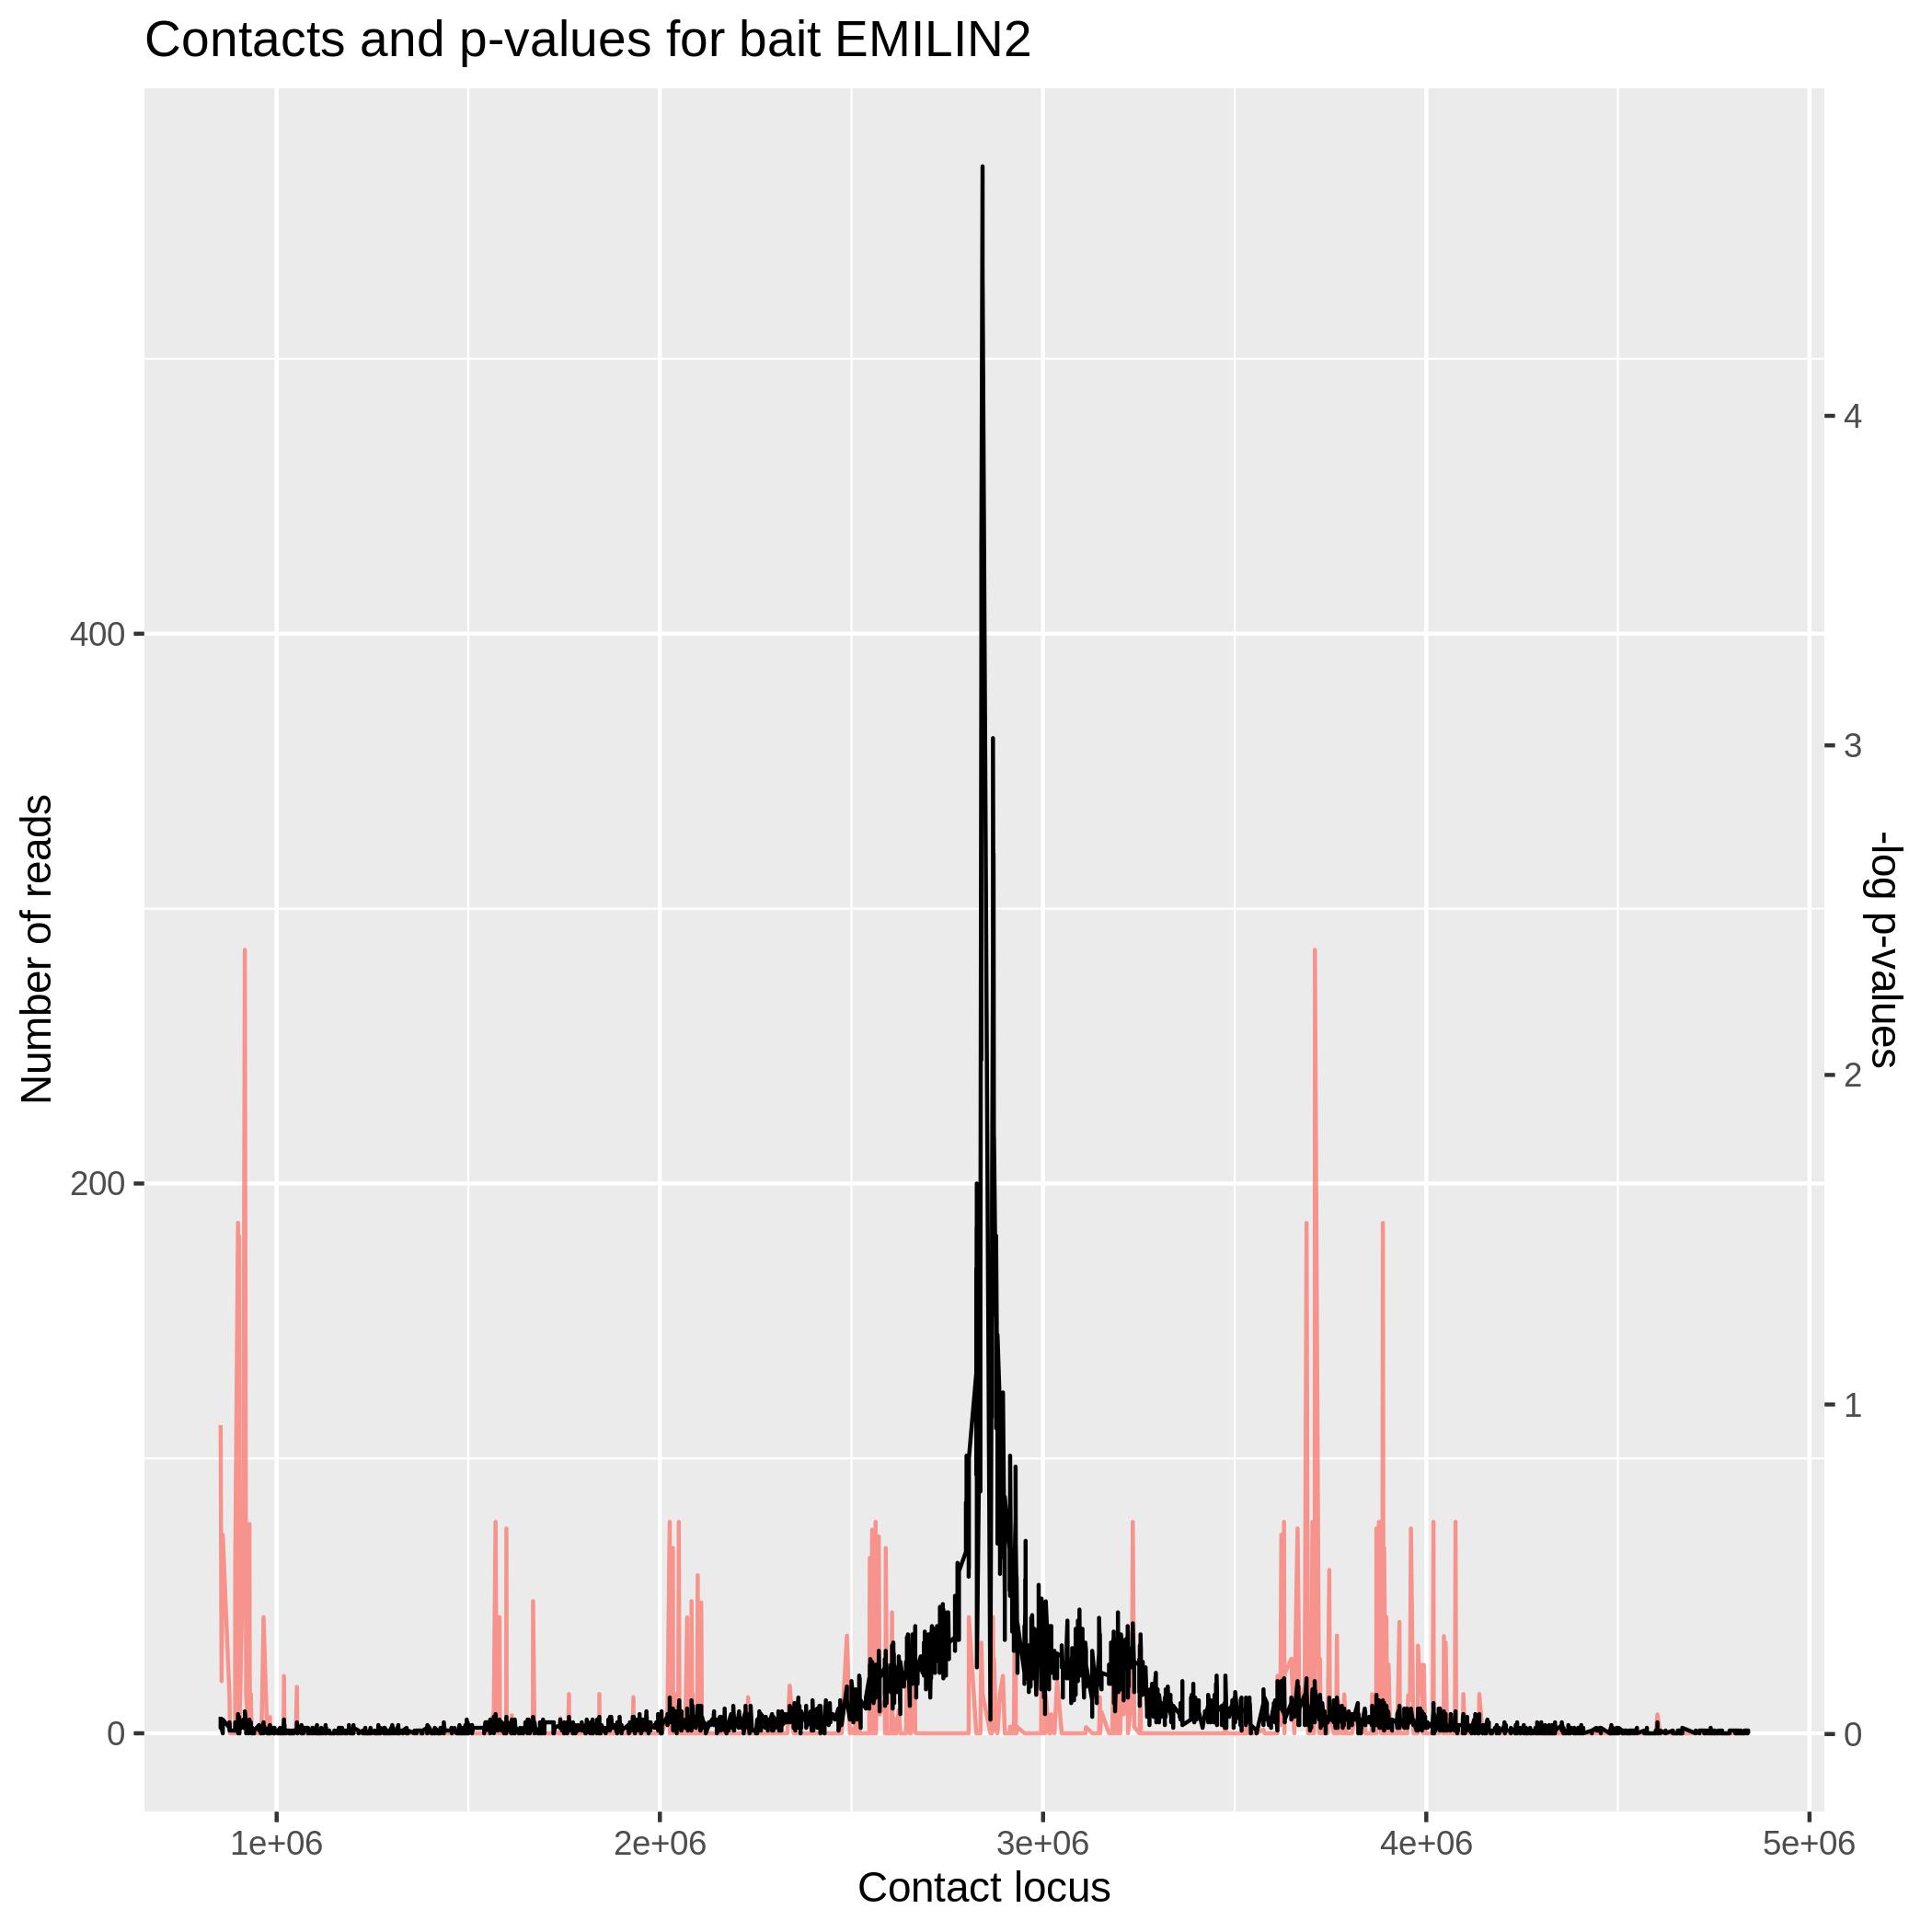 Contacts and p-values for bait EMILIN2
Number of reads
400
200
0
4
3
2
1
0
-log p-values
1e+06
2e+06
3e+06
4e+06
5e+06
Contact locus